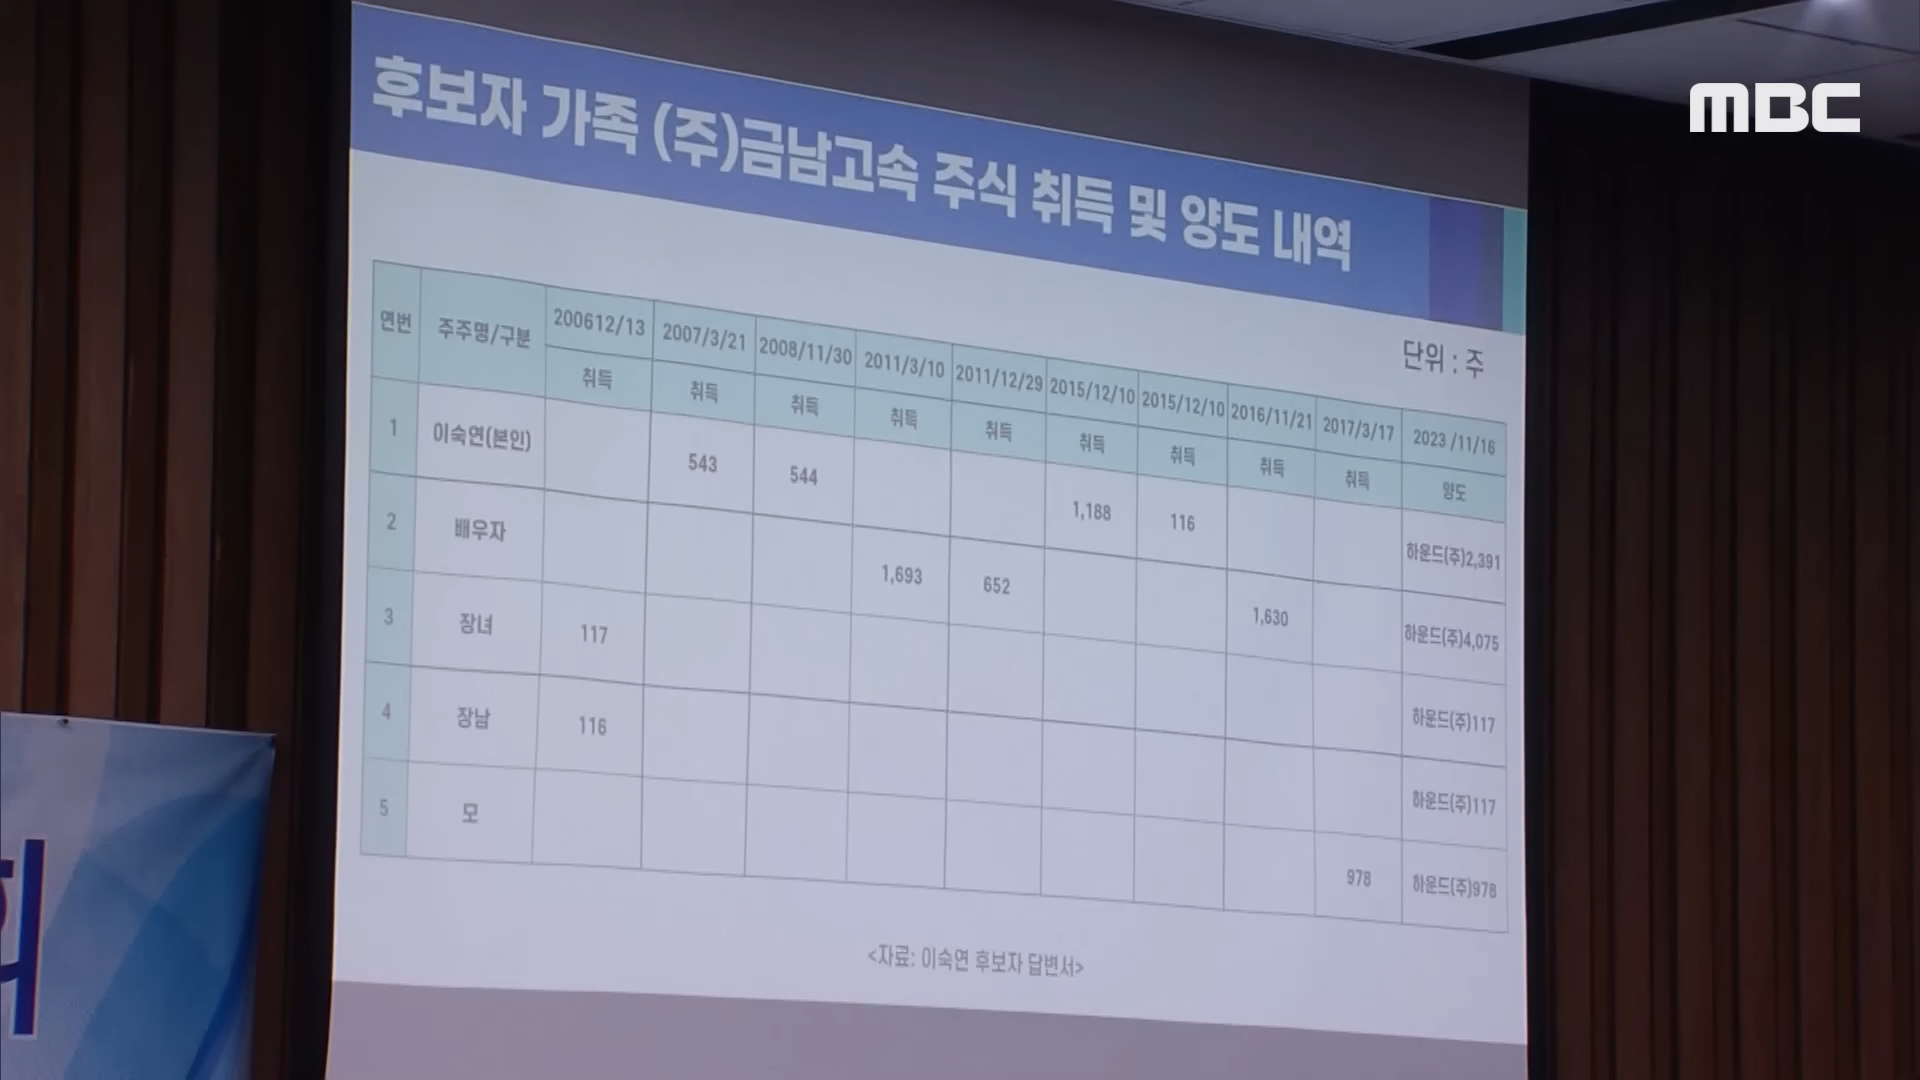 MBC
후보자 가족 (주)금남고속 주식 취득 및 양도 내역
단위 : 주
연번 주주명/구분 200612/13 2007/3/21 2008/11/30 2011/3/10 2011/12/29 2015/12/10 2015/12/10 2016/11/21 2017/3/17 2023 /11/16
취득 취득 취득 취득 취득 취득 취득 취득 취득 양도
1 이숙연(본인) 543 544 1,188 116 하운드(주)2,391
2 배우자 1,693 652 1,630 하운드(주)4,075
3 장녀 117 하운드(주)117
4 장남 116 하운드(주)117
5 모 978 하운드(주)978
<자료: 이숙연 후보자 답변서>